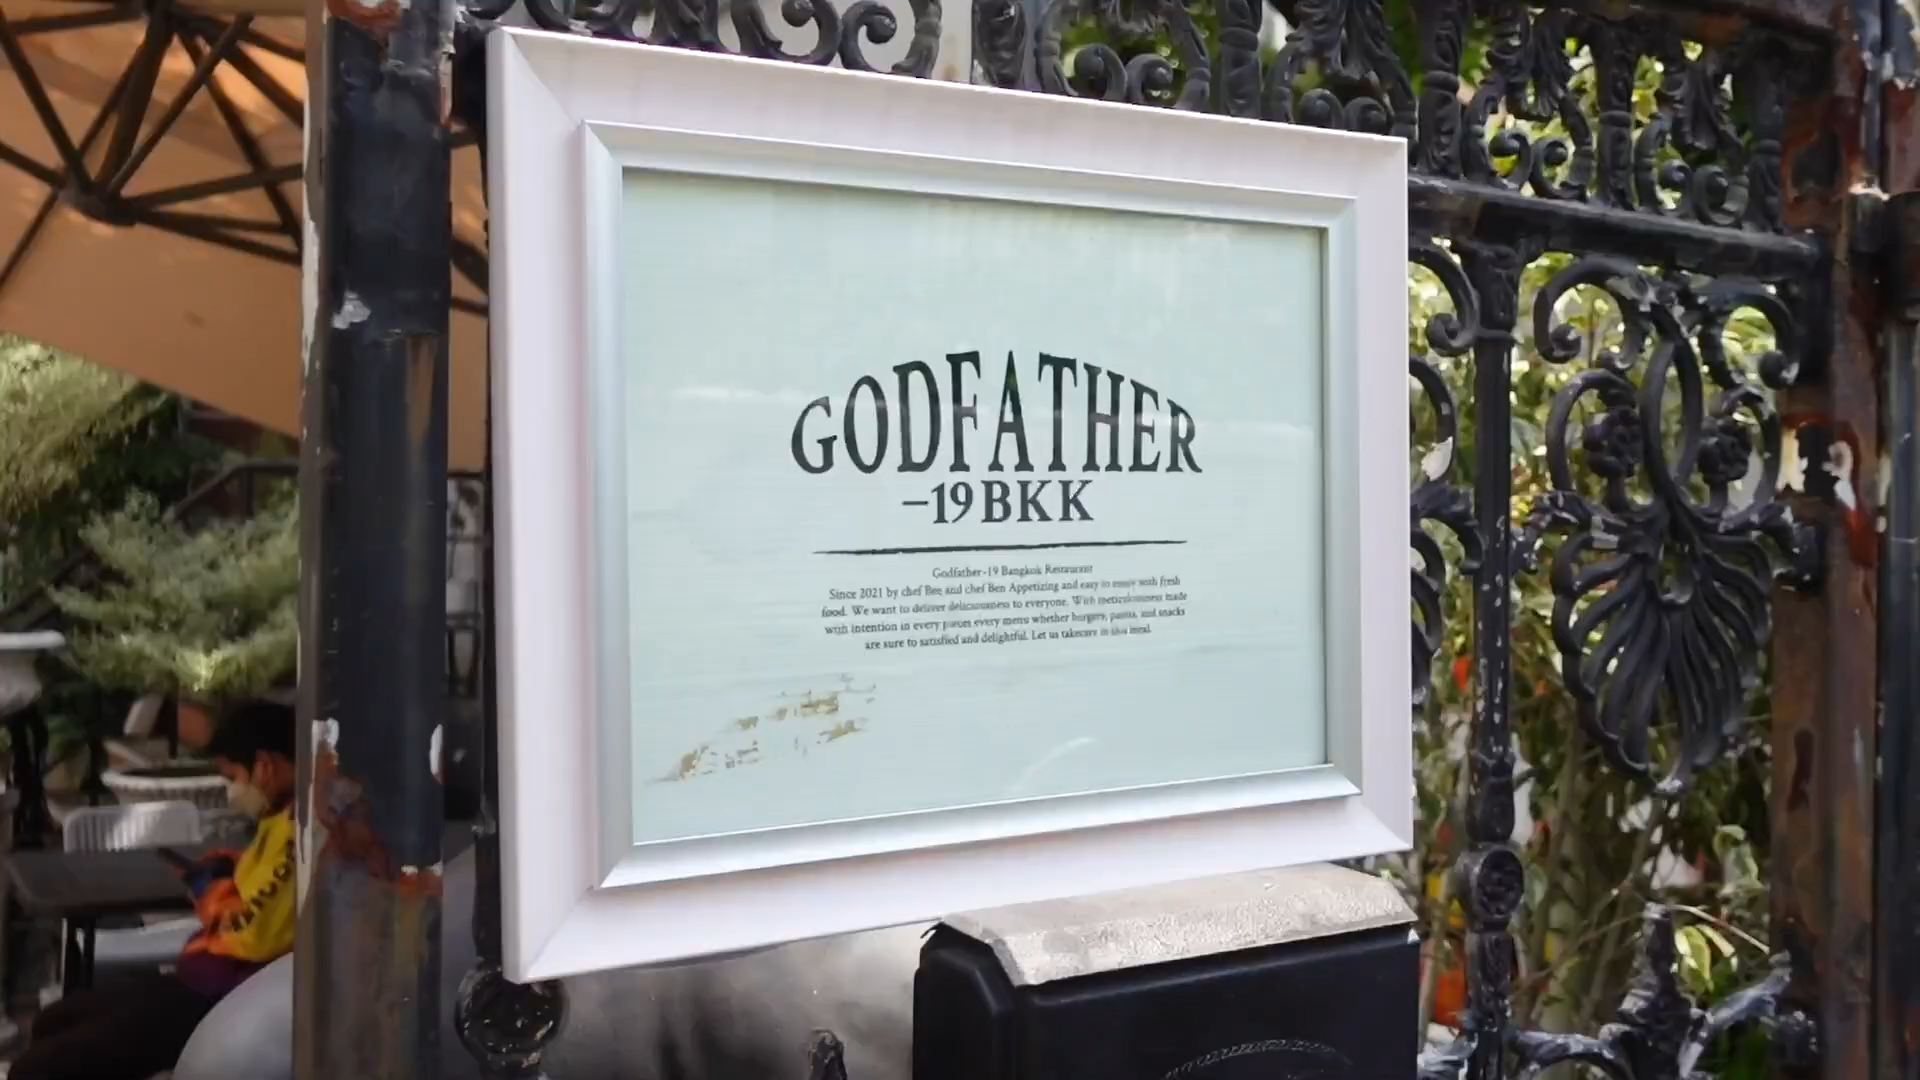 GODFATHER
–19 BKK
Godfather-19 Bangkok Restaurant
Since 2021 by chef Bee and chef Ben Appetizing and easy to enjoy with fresh
food. We want to deliver deliciousness to everyone. With meticulousness made
with intention in every pieces every menu whether burgers, pasta, and snacks
are sure to satisfied and delightful. Let us takecare in this meal.